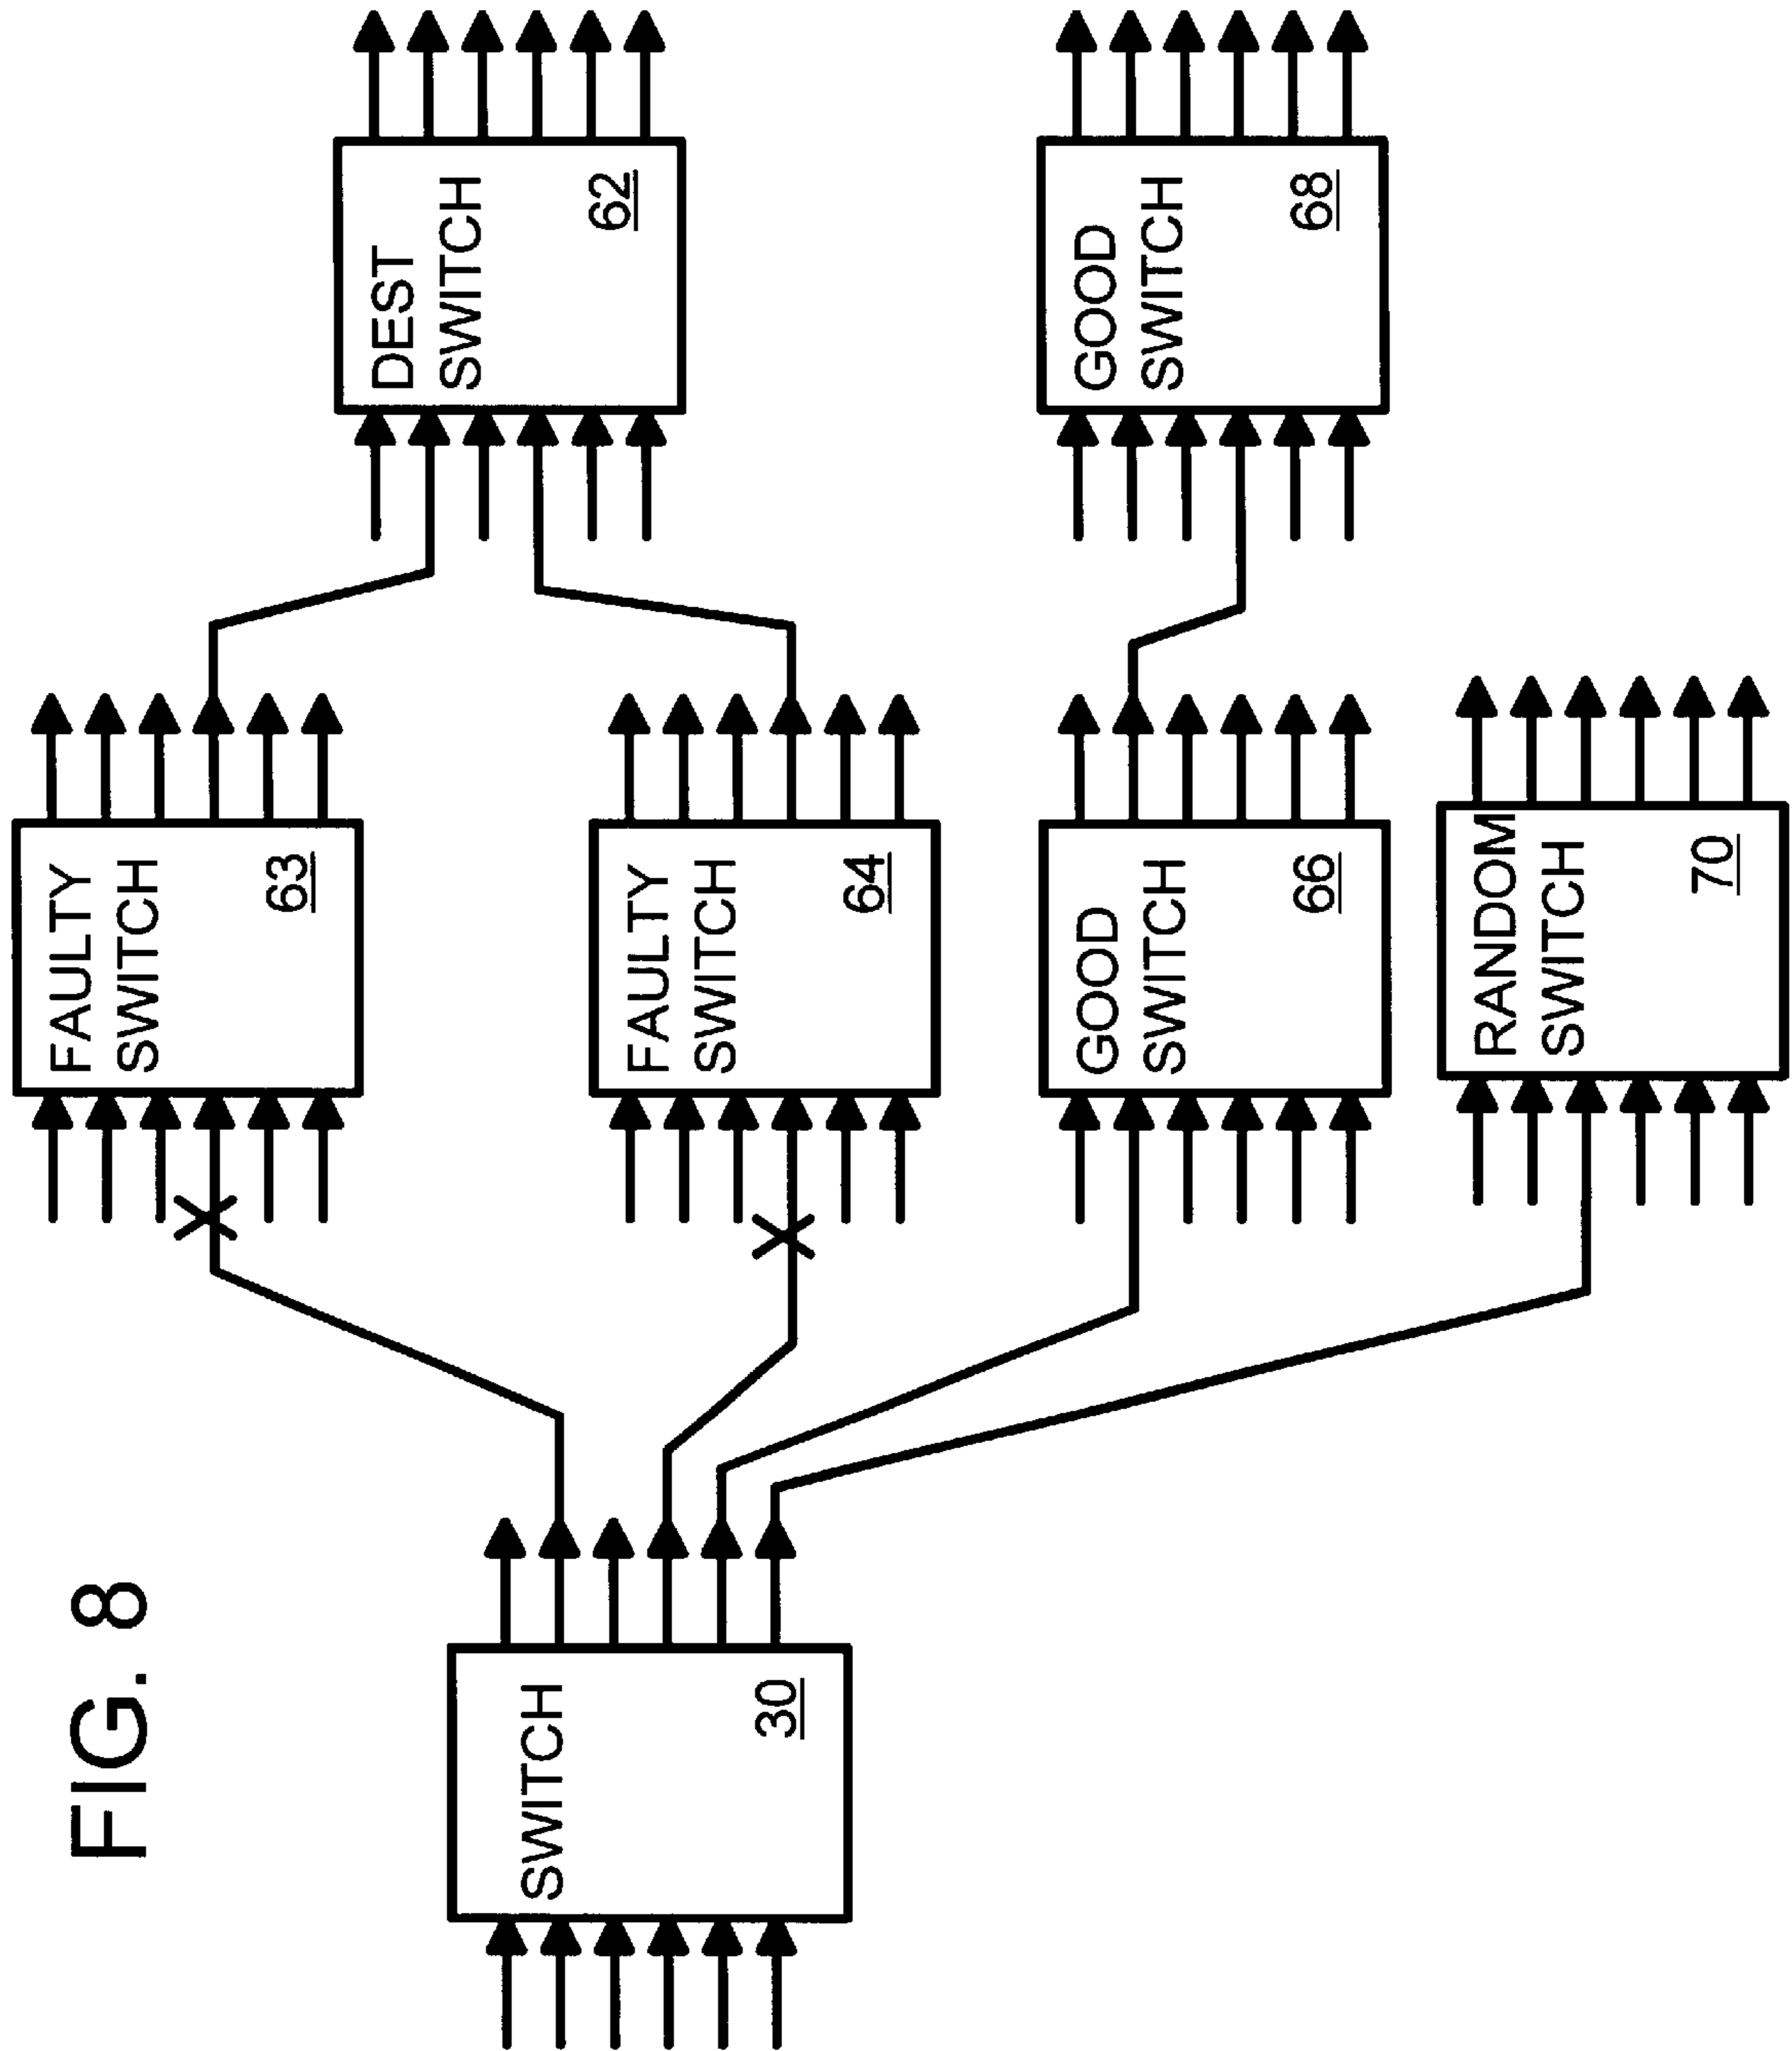 FIG. 8
SWITCH
30
FAULTY
SWITCH
63
FAULTY
SWITCH
64
GOOD
SWITCH
66
RANDOM
SWITCH
70
DEST
SWITCH
62
GOOD
SWITCH
68